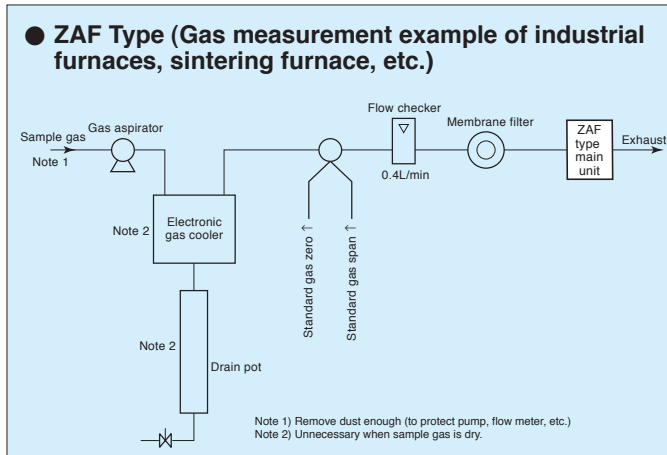 ● ZAF Type (Gas measurement example of industrial
furnaces, sintering furnace, etc.)
Flow checker
Gas aspirator
Membrane filter
ZAF
type
main
unit
Sample gas
Exhaust
Note 1
0.4L/min
Note 2
Electronic
gas cooler
Standard gas zero ↑
Standard gas span ↑
Note 2
Drain pot
Note 1) Remove dust enough (to protect pump, flow meter, etc.)
Note 2) Unnecessary when sample gas is dry.